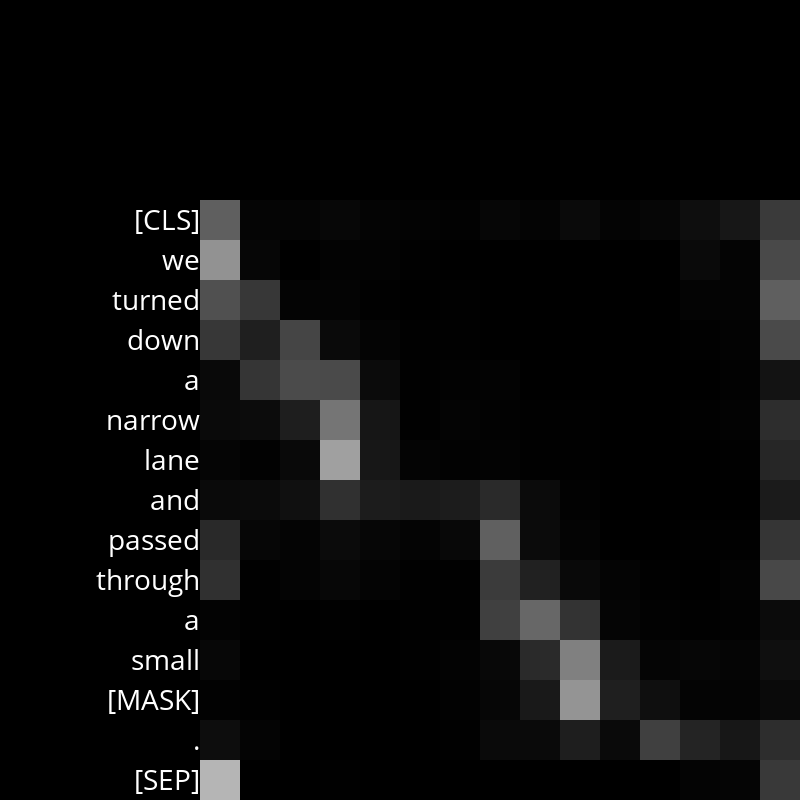 [CLS]
we
turned
down
a
narrow
lane
and
passed
through
a
small
[MASK]
.
[SEP]